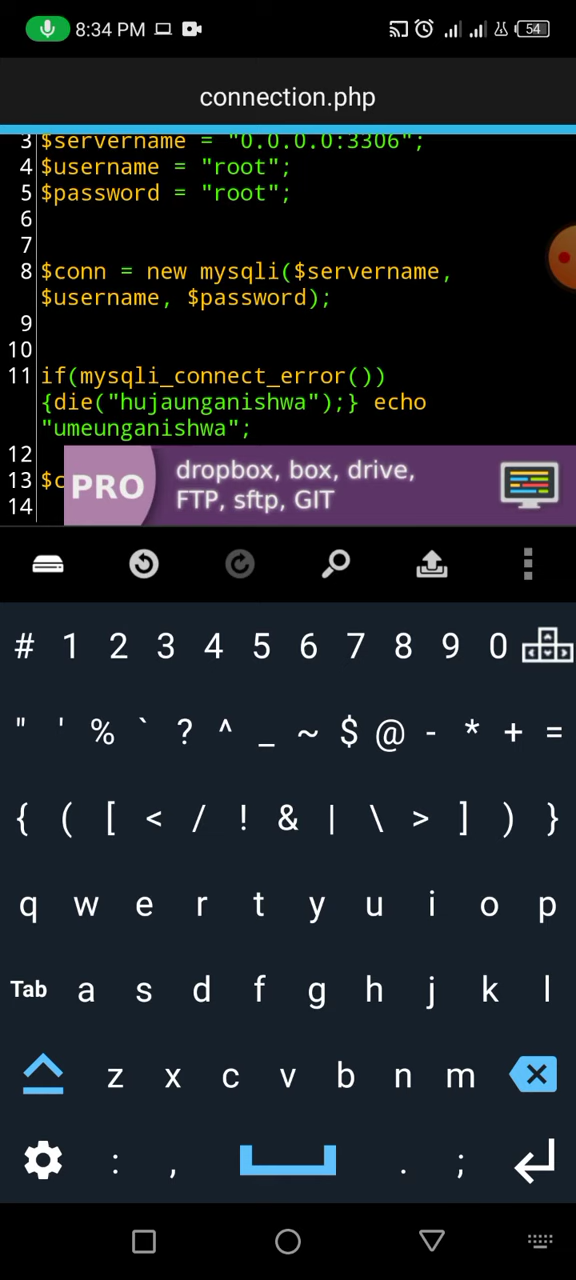 8:34 PM
54
connection.php
3 $servername = "0.0.0.0:3306";
4 $username = "root";
5 $password = "root";
6
7
8 $conn = new mysqli($servername,
$username, $password);
9
10
11 if(mysqli_connect_error())
{die("hujaunganishwa");} echo
"umeunganishwa";
12
13 $c
14
PRO
dropbox, box, drive,
FTP, sftp, GIT
# 1 2 3 4 5 6 7 8 9 0
" ' % ` ? ^ _ ~ $ @ - * + =
{ ( [ < / ! & | \ > ] ) }
q w e r t y u i o p
Tab a s d f g h j k l
z x c v b n m
: , . ;